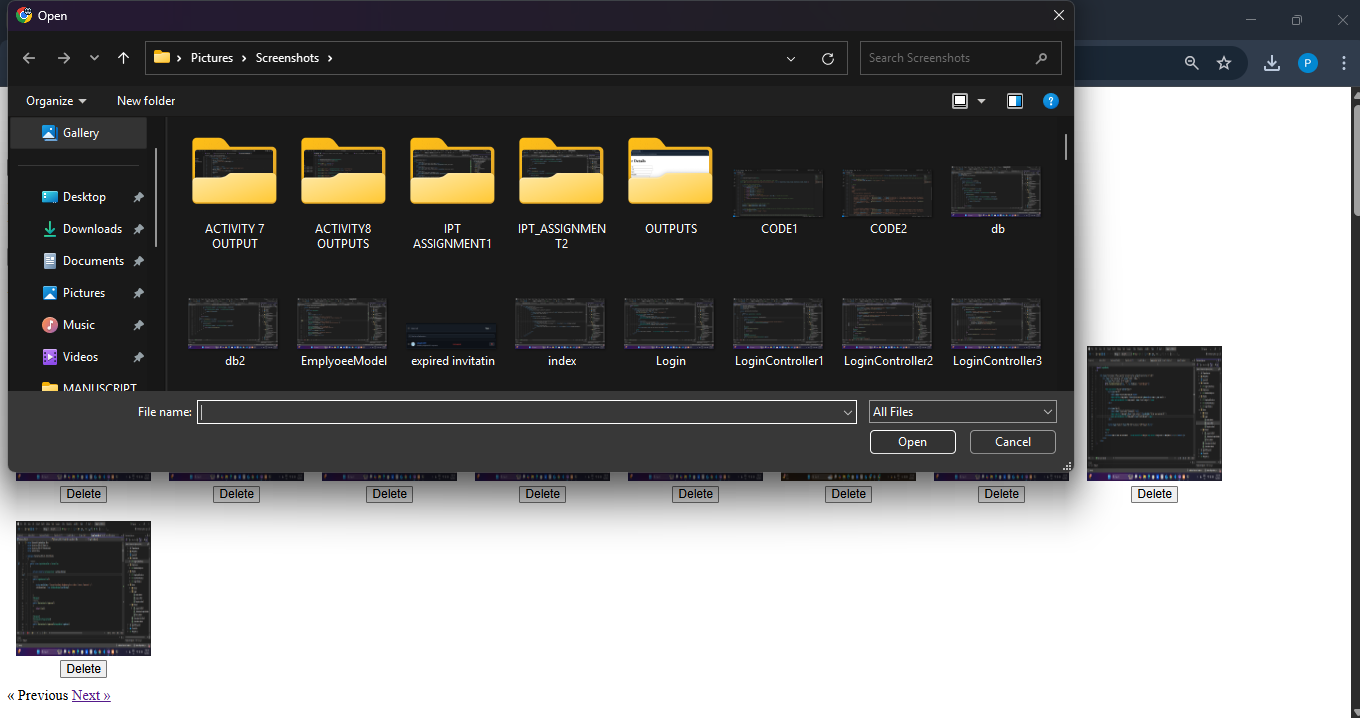 Open
Pictures
Screenshots
Search Screenshots
P
Organize
New folder
?
Gallery
Desktop
Downloads
Documents
Pictures
Music
Videos
MANUSCRIPT
ACTIVITY 7
OUTPUT
ACTIVITY8
OUTPUTS
IPT
ASSIGNMENT1
IPT_ASSIGNMEN
T2
OUTPUTS
CODE1
CODE2
db
db2
EmplyoeeModel
expired invitatin
index
Login
LoginController1
LoginController2
LoginController3
File name:
All Files
Open
Cancel
Delete
Delete
Delete
Delete
Delete
Delete
Delete
Delete
Delete
« Previous Next »